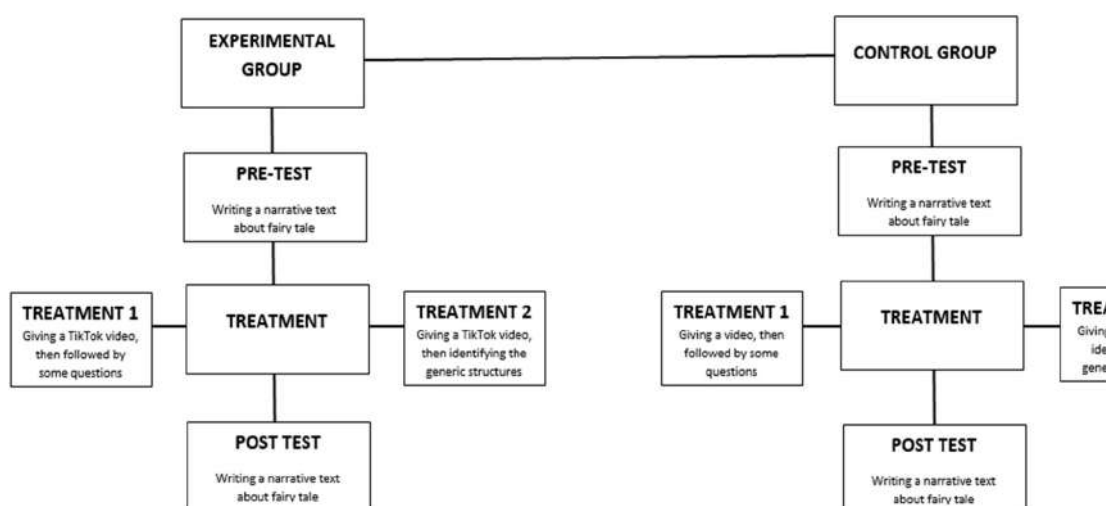 EXPERIMENTAL
GROUP
CONTROL GROUP
PRE-TEST
Writing a narrative text
about fairy tale
PRE-TEST
Writing a narrative text
about fairy tale
TREATMENT 1
Giving a TikTok video,
then followed by
some questions
TREATMENT
TREATMENT 2
Giving a TikTok video,
then identifying the
generic structures
TREATMENT 1
Giving a video, then
followed by some
questions
TREATMENT
POST TEST
Writing a narrative text
about fairy tale
POST TEST
Writing a narrative text
about fairy tale